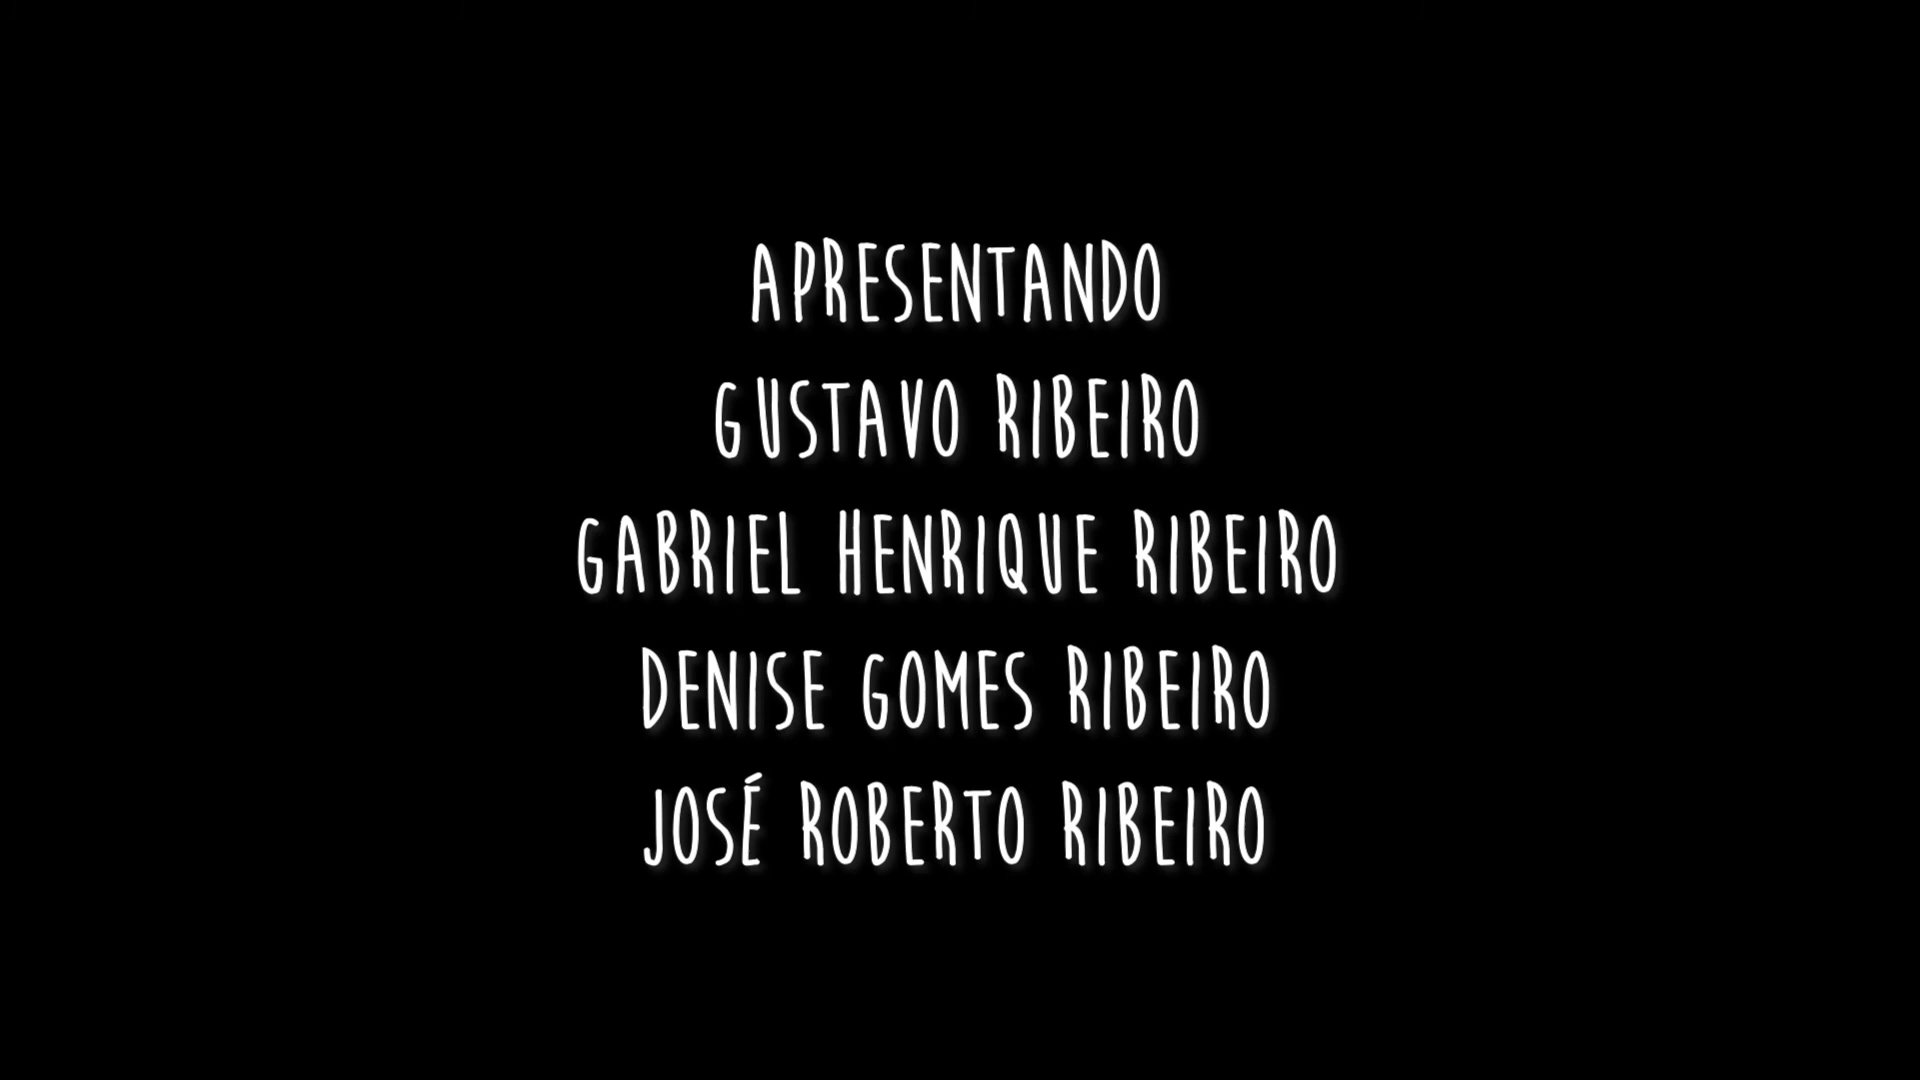 APRESENTANDO
GUSTAVO RIBEIRO
GABRIEL HENRIQUE RIBEIRO
DENISE GOMES RIBEIRO
JOSÉ ROBERTO RIBEIRO